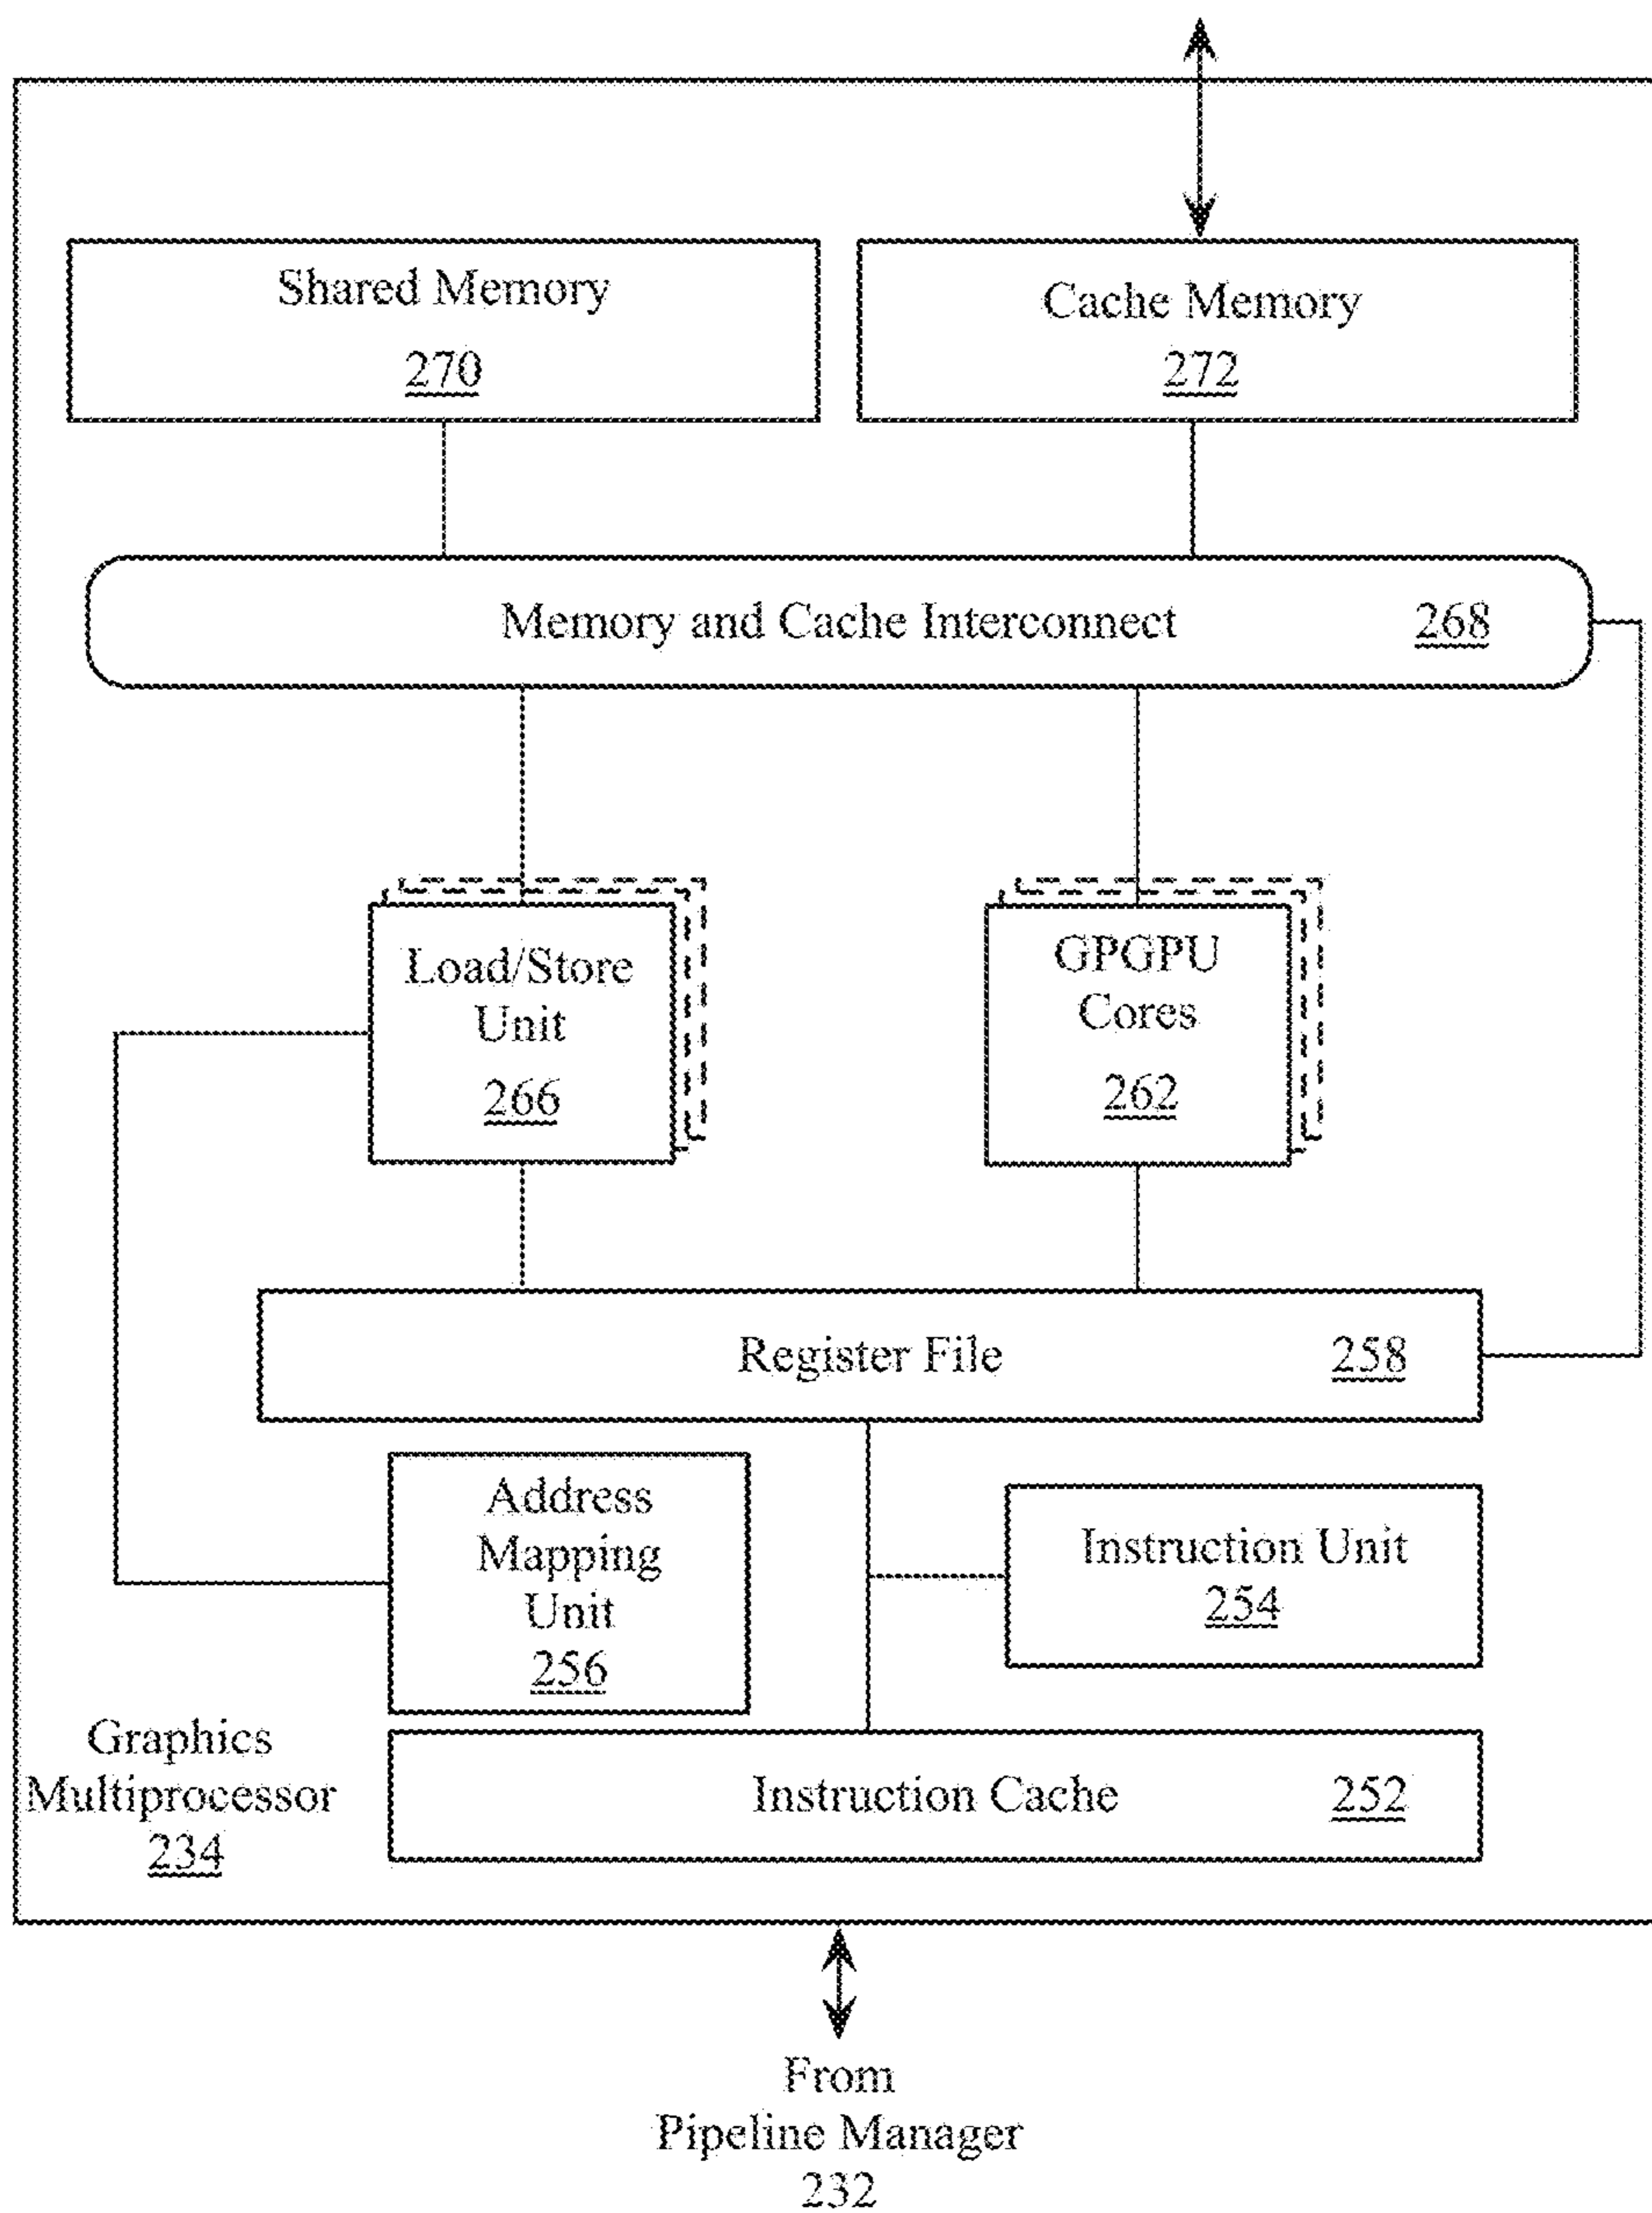 Shared Memory
270
Cache Memory
272
Memory and Cache Interconnect 268
Load/Store
Unit
266
GPGPU
Cores
262
Register File 258
Address
Mapping
Unit
256
Instruction Unit
254
Graphics
Multiprocessor
234
Instruction Cache 252
From
Pipeline Manager
232